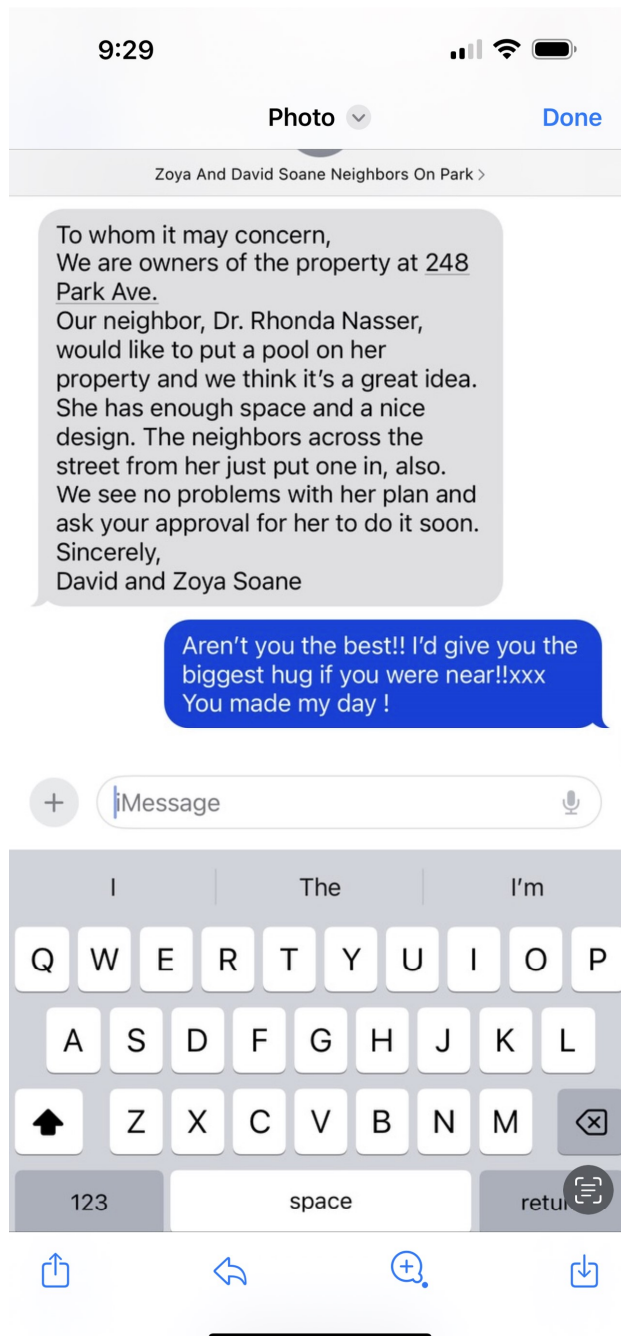 9:29
Photo
Done
Zoya And David Soane Neighbors On Park >
To whom it may concern,
We are owners of the property at 248
Park Ave.
Our neighbor, Dr. Rhonda Nasser,
would like to put a pool on her
property and we think it’s a great idea.
She has enough space and a nice
design. The neighbors across the
street from her just put one in, also.
We see no problems with her plan and
ask your approval for her to do it soon.
Sincerely,
David and Zoya Soane
Aren’t you the best!! I’d give you the
biggest hug if you were near!!xxx
You made my day !
iMessage
I The I’m
Q W E R T Y U I O P
A S D F G H J K L
Z X C V B N M
123 space